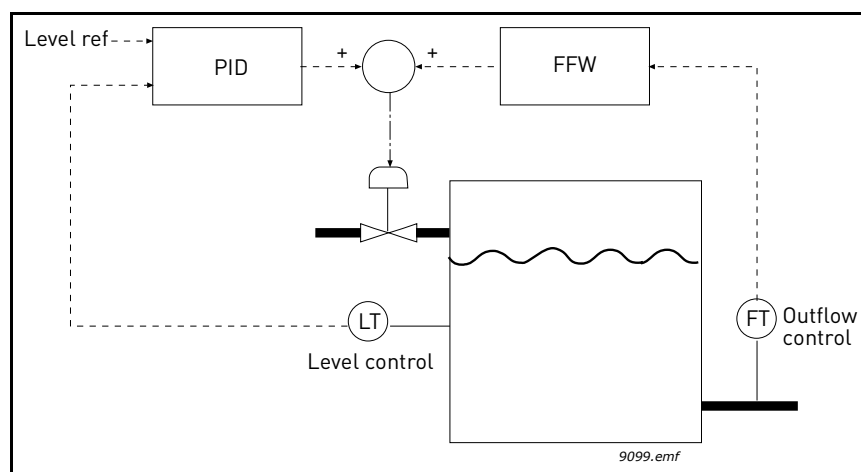 Level ref
PID
+
+
FFW
LT
Level control
FT
Outflow
control
9099.emf